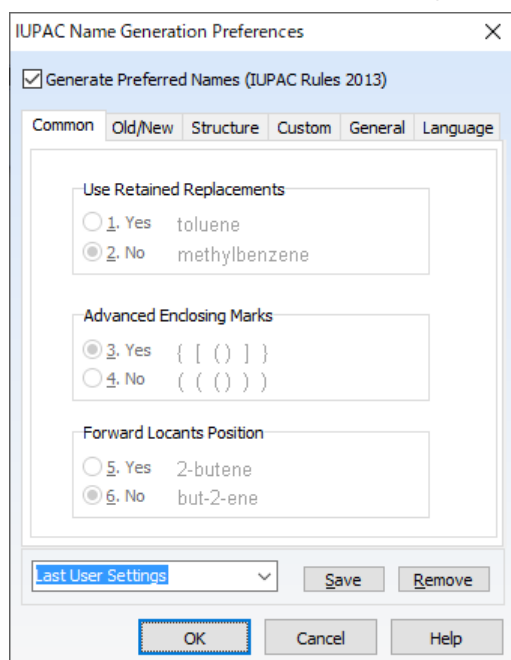 IUPAC Name Generation Preferences
Generate Preferred Names (IUPAC Rules 2013)
Common Old/New Structure Custom General Language
Use Retained Replacements
1. Yes toluene
2. No methylbenzene
Advanced Enclosing Marks
3. Yes { [ () ] }
4. No ( ( () ) )
Forward Locants Position
5. Yes 2-butene
6. No but-2-ene
Last User Settings Save Remove
OK Cancel Help